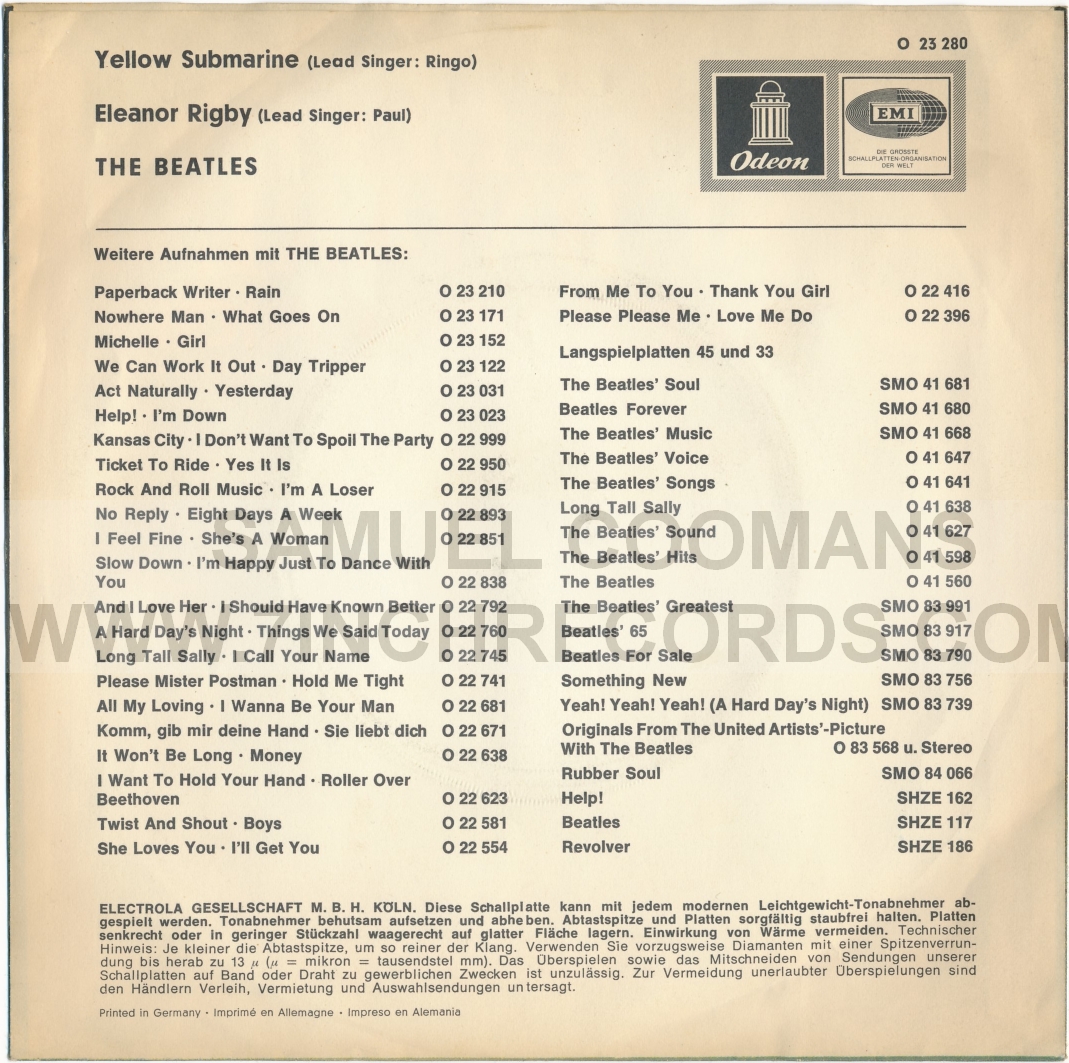 O 23 280
Yellow Submarine (Lead Singer: Ringo)
Eleanor Rigby (Lead Singer: Paul)
THE BEATLES
Odeon
EMI
DIE GRÖSSTE
SCHALLPLATTEN-ORGANISATION
DER WELT
Weitere Aufnahmen mit THE BEATLES:
Paperback Writer · Rain O 23 210
Nowhere Man · What Goes On O 23 171
Michelle · Girl O 23 152
We Can Work It Out · Day Tripper O 23 122
Act Naturally · Yesterday O 23 031
Help! · I'm Down O 23 023
Kansas City · I Don't Want To Spoil The Party O 22 999
Ticket To Ride · Yes It Is O 22 950
Rock And Roll Music · I'm A Loser O 22 915
No Reply · Eight Days A Week O 22 893
I Feel Fine · She's A Woman O 22 851
Slow Down · I'm Happy Just To Dance With
You O 22 838
And I Love Her · I Should Have Known Better O 22 792
A Hard Day's Night · Things We Said Today O 22 760
Long Tall Sally · I Call Your Name O 22 745
Please Mister Postman · Hold Me Tight O 22 741
All My Loving · I Wanna Be Your Man O 22 681
Komm, gib mir deine Hand · Sie liebt dich O 22 671
It Won't Be Long · Money O 22 638
I Want To Hold Your Hand · Roller Over
Beethoven O 22 623
Twist And Shout · Boys O 22 581
She Loves You · I'll Get You O 22 554
From Me To You · Thank You Girl O 22 416
Please Please Me · Love Me Do O 22 396
Langspielplatten 45 und 33
The Beatles' Soul SMO 41 681
Beatles Forever SMO 41 680
The Beatles' Music SMO 41 668
The Beatles' Voice O 41 647
The Beatles' Songs O 41 641
Long Tall Sally O 41 638
The Beatles' Sound O 41 627
The Beatles' Hits O 41 598
The Beatles O 41 560
The Beatles' Greatest SMO 83 991
Beatles' 65 SMO 83 917
Beatles For Sale SMO 83 790
Something New SMO 83 756
Yeah! Yeah! Yeah! (A Hard Day's Night) SMO 83 739
Originals From The United Artists'-Picture
With The Beatles O 83 568 u. Stereo
Rubber Soul SMO 84 066
Help! SHZE 162
Beatles SHZE 117
Revolver SHZE 186
SAMUEL COOMANS
WWW.7INCHRECORDS.COM
ELECTROLA GESELLSCHAFT M. B. H. KÖLN. Diese Schallplatte kann mit jedem modernen Leichtgewicht-Tonabnehmer ab-
gespielt werden. Tonabnehmer behutsam aufsetzen und abheben. Abtastspitze und Platten sorgfältig staubfrei halten. Platten
senkrecht oder in geringer Stückzahl waagerecht auf glatter Fläche lagern. Einwirkung von Wärme vermeiden. Technischer
Hinweis: Je kleiner die Abtastspitze, um so reiner der Klang. Verwenden Sie vorzugsweise Diamanten mit einer Spitzenverrun-
dung bis herab zu 13 μ (μ = mikron = tausendstel mm). Das Überspielen sowie das Mitschneiden von Sendungen unserer
Schallplatten auf Band oder Draht zu gewerblichen Zwecken ist unzulässig. Zur Vermeidung unerlaubter Überspielungen sind
den Händlern Verleih, Vermietung und Auswahlsendungen untersagt.
Printed in Germany · Imprimé en Allemagne · Impreso en Alemania